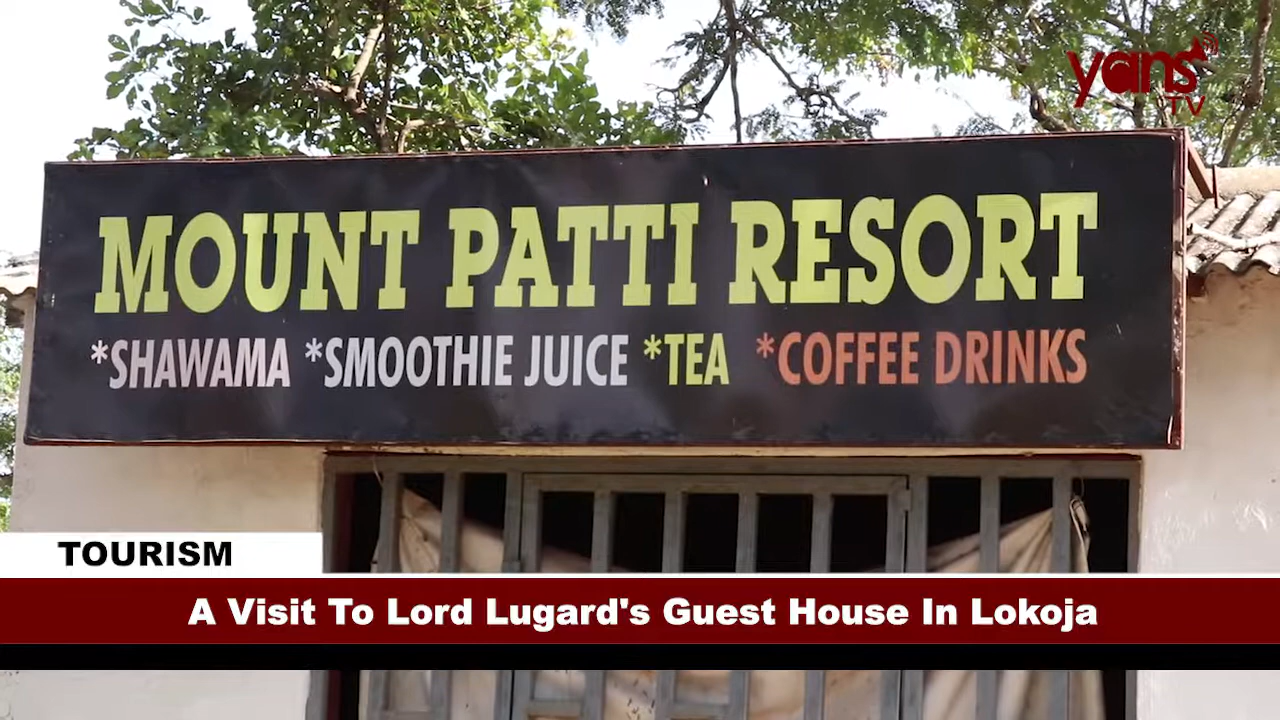 yans
TV
MOUNT PATTI RESORT
*SHAWAMA *SMOOTHIE JUICE *TEA *COFFEE DRINKS
TOURISM
A Visit To Lord Lugard's Guest House In Lokoja